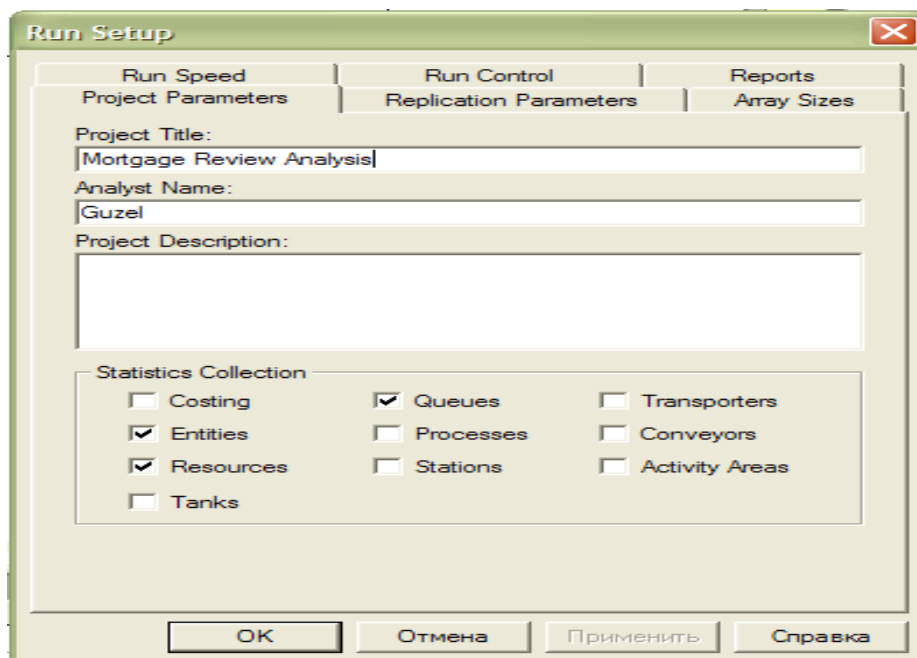 Run Setup
Run Speed Run Control Reports
Project Parameters Replication Parameters Array Sizes
Project Title:
Mortgage Review Analysis
Analyst Name:
Guzel
Project Description:
Statistics Collection
Costing Queues Transporters
Entities Processes Conveyors
Resources Stations Activity Areas
Tanks
OK Отмена Применить Справка